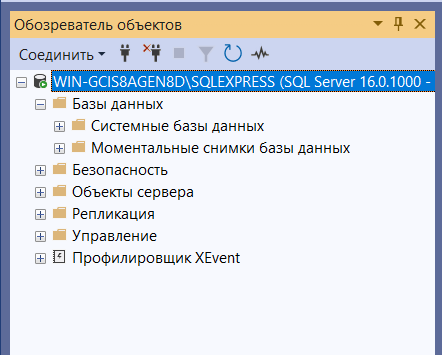 Обозреватель объектов
Соединить
WIN-GCIS8AGEN8D\SQLEXPRESS (SQL Server 16.0.1000 -
Базы данных
Системные базы данных
Моментальные снимки базы данных
Безопасность
Объекты сервера
Репликация
Управление
Профилировщик XEvent